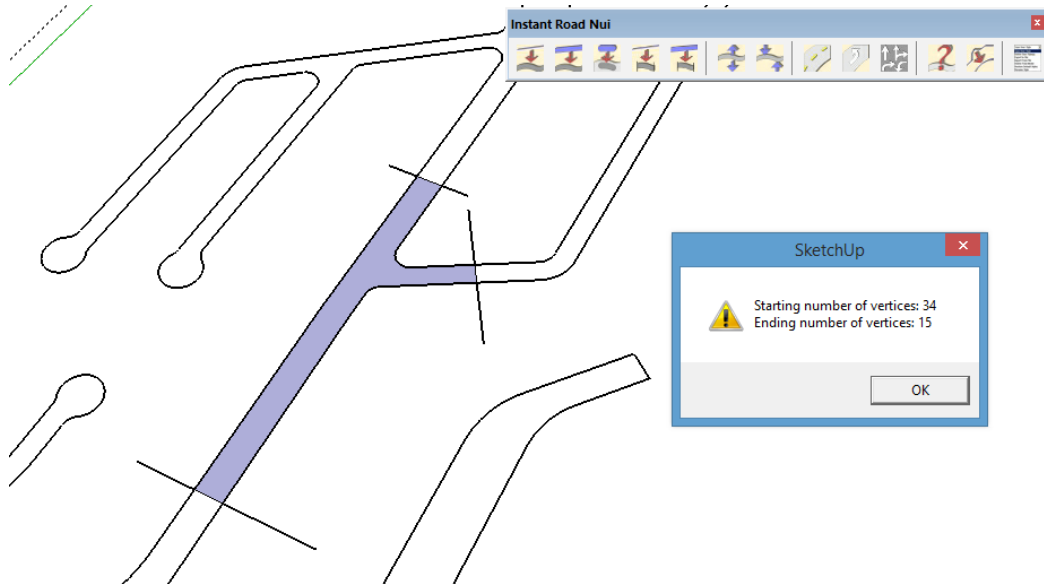 Instant Road Nui
x
SketchUp
x
Starting number of vertices: 34
Ending number of vertices: 15
OK